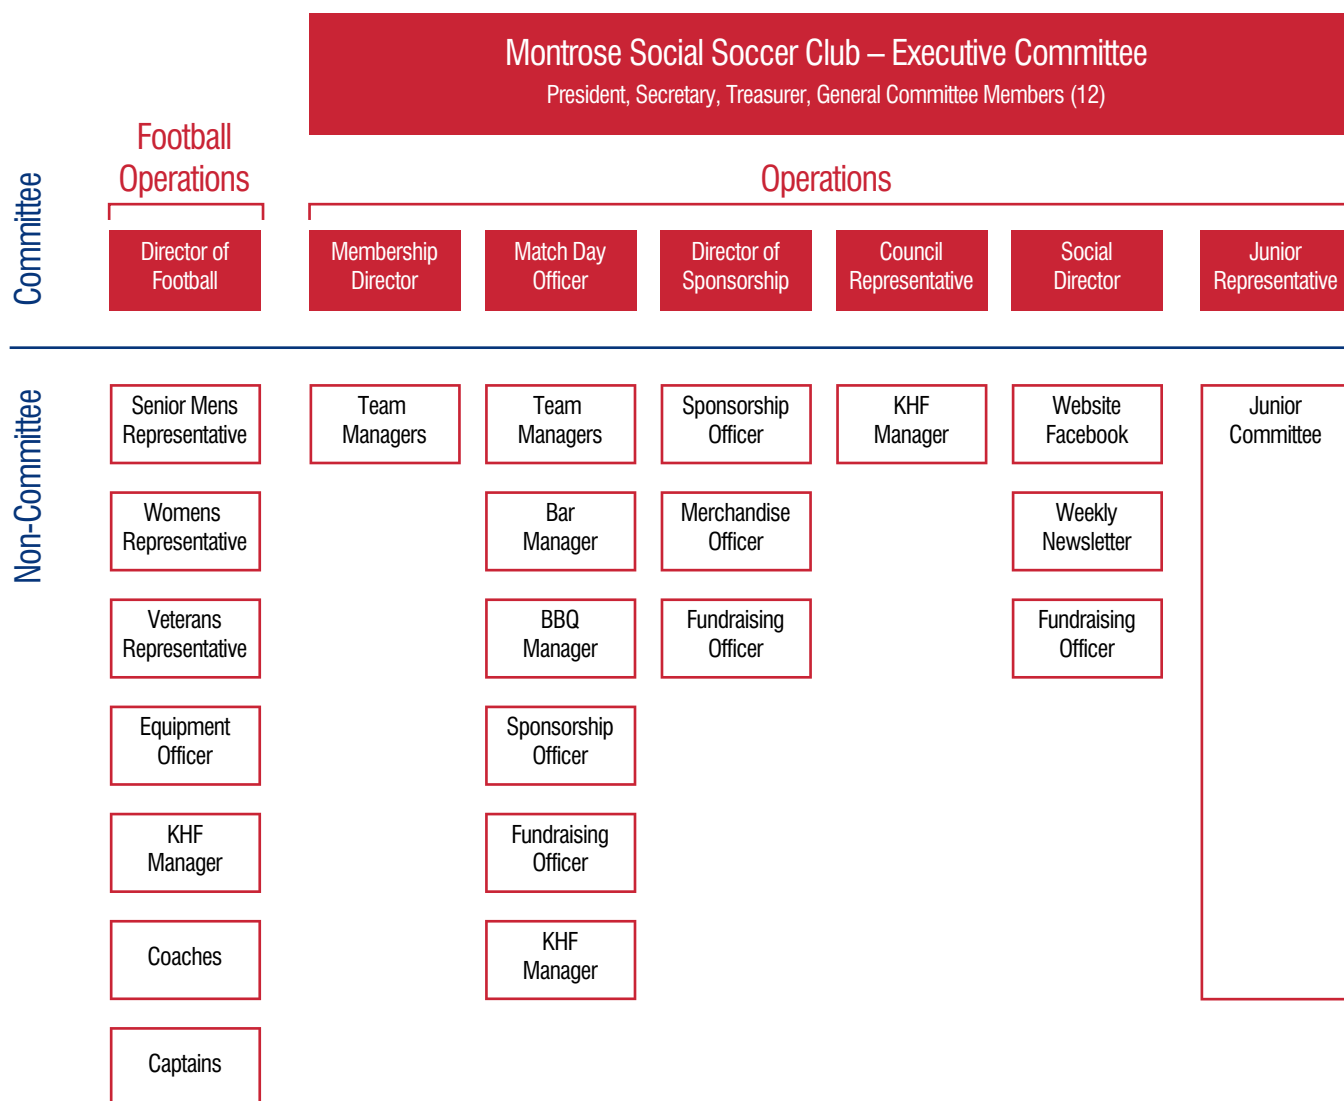 Montrose Social Soccer Club – Executive Committee
President, Secretary, Treasurer, General Committee Members (12)
Football
Operations
Operations
Committee
Director of
Football
Membership
Director
Match Day
Officer
Director of
Sponsorship
Council
Representative
Social
Director
Junior
Representative
Non-Committee
Senior Mens
Representative
Team
Managers
Team
Managers
Sponsorship
Officer
KHF
Manager
Website
Facebook
Junior
Committee
Womens
Representative
Bar
Manager
Merchandise
Officer
Weekly
Newsletter
Veterans
Representative
BBQ
Manager
Fundraising
Officer
Fundraising
Officer
Equipment
Officer
Sponsorship
Officer
KHF
Manager
Fundraising
Officer
Coaches
KHF
Manager
Captains